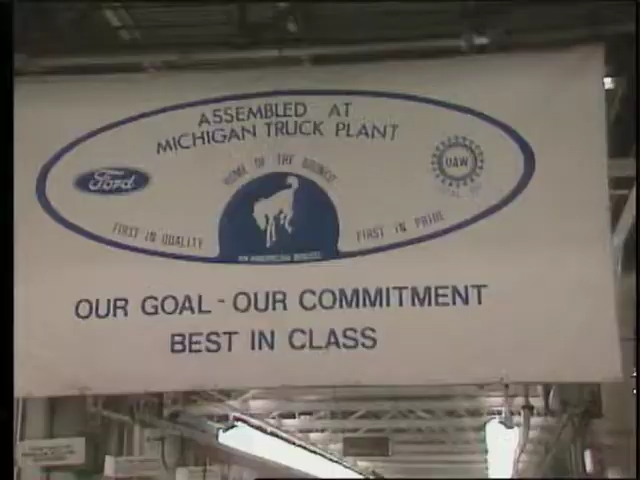 ASSEMBLED AT
MICHIGAN TRUCK PLANT
HOME OF THE BRONCO
Ford
UAW
FIRST IN QUALITY
FIRST IN PRIDE
OUR GOAL - OUR COMMITMENT
BEST IN CLASS